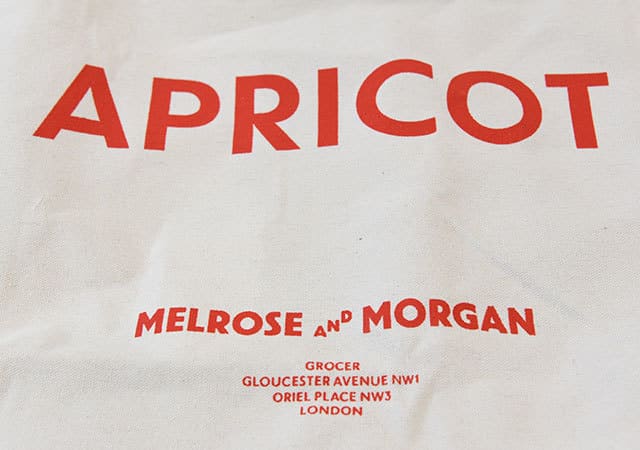 APRICOT
MELROSE AND MORGAN
GROCER
GLOUCESTER AVENUE NW1
ORIEL PLACE NW3
LONDON